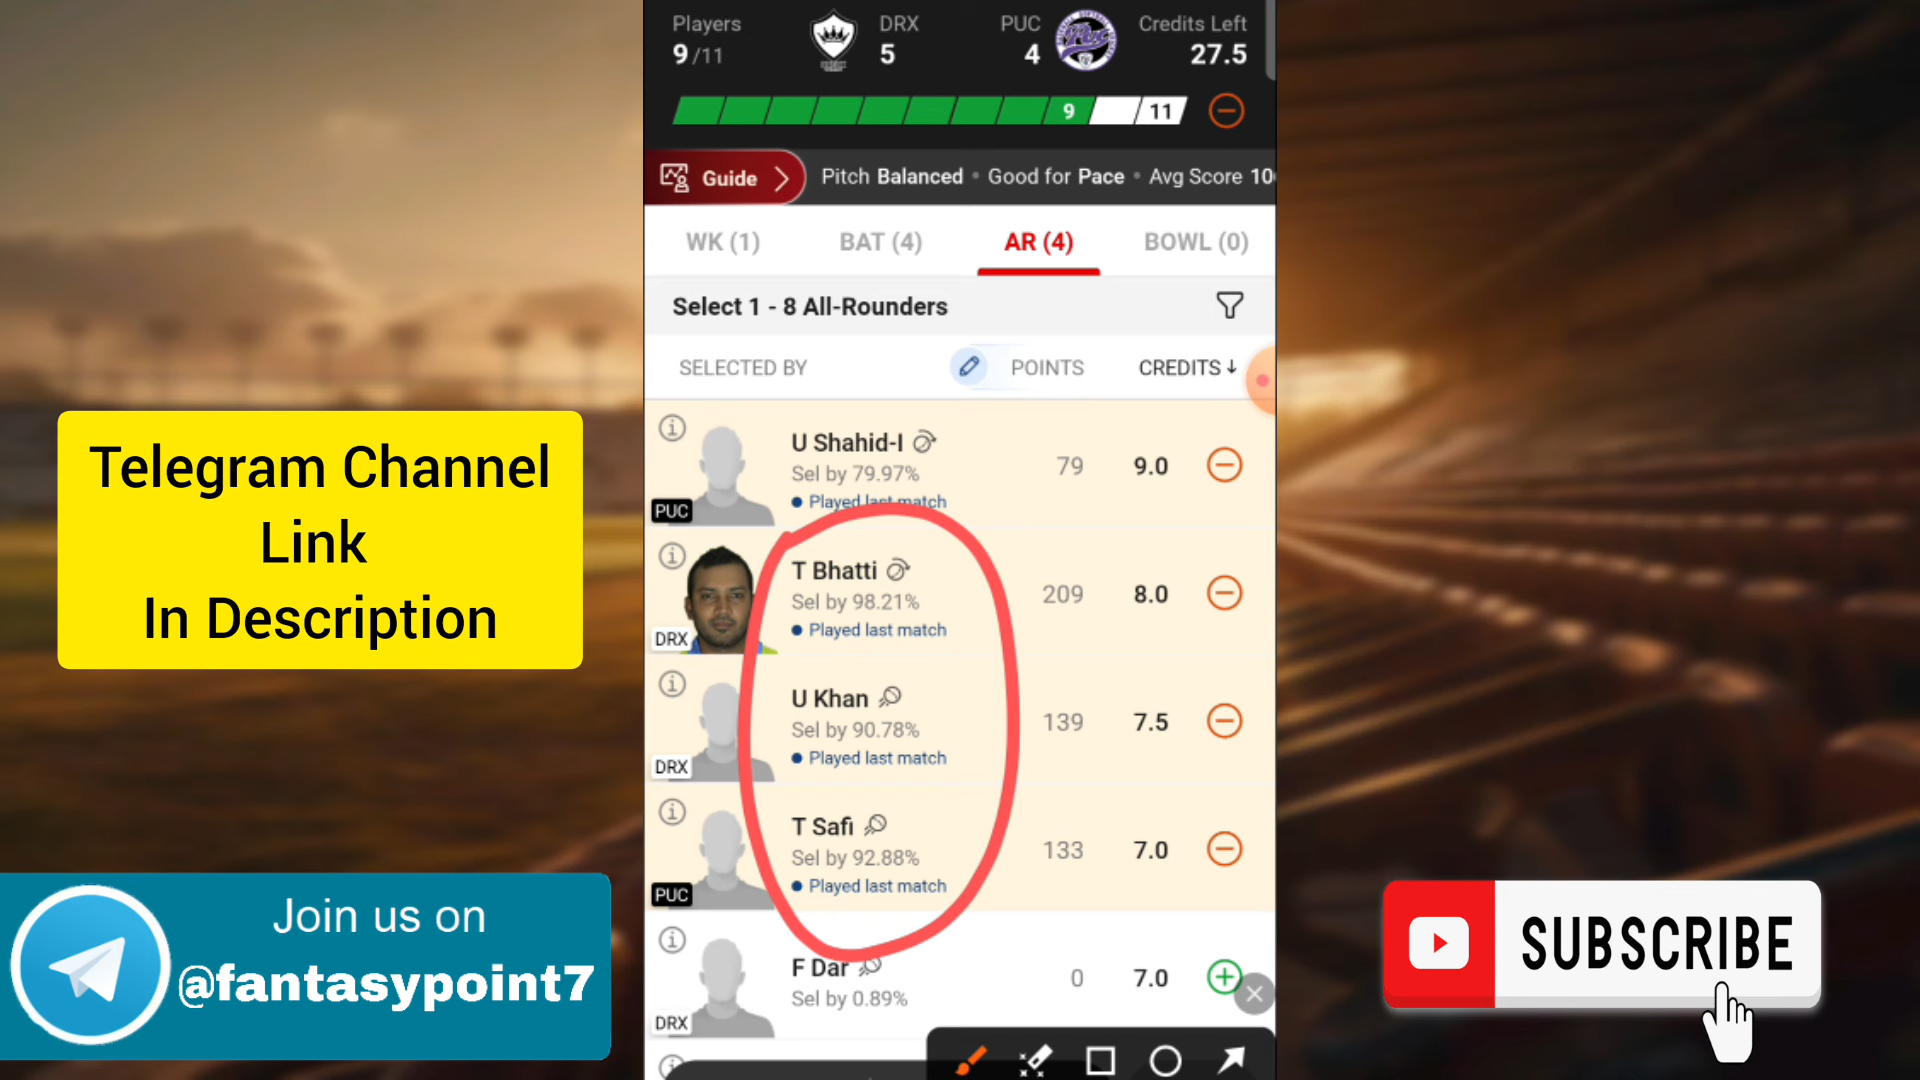 Players
9 /11
DRX
5
PUC
4
Credits Left
27.5
9
11
Guide
Pitch Balanced • Good for Pace • Avg Score 10
WK (1)
BAT (4)
AR (4)
BOWL (0)
Select 1 - 8 All-Rounders
SELECTED BY
POINTS
CREDITS ↓
U Shahid-I
Sel by 79.97%
Played last match
PUC
79
9.0
T Bhatti
Sel by 98.21%
Played last match
DRX
209
8.0
U Khan
Sel by 90.78%
Played last match
DRX
139
7.5
T Safi
Sel by 92.88%
Played last match
PUC
133
7.0
F Dar
Sel by 0.89%
DRX
0
7.0
Telegram Channel
Link
In Description
Join us on
@fantasypoint7
SUBSCRIBE